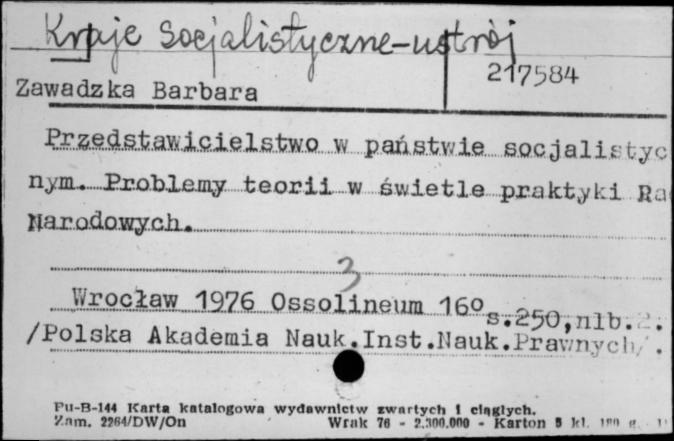 Kraje socjalistyczne-ustrój
217584
Zawadzka Barbara
Przedstawicielstwo w państwie socjalistyc
nym. Problemy teorii w świetle praktyki Ra
Narodowych.
3
Wrocław 1976 Ossolineum 16º s.250,nlb.2.
/Polska Akademia Nauk.Inst.Nauk.Prawnych/.
Pu-B-144 Karta katalogowa wydawnictw zwartych i ciągłych.
Zam. 2264/DW/On Wrak 76 - 2.300.000 - Karton 5 kl.